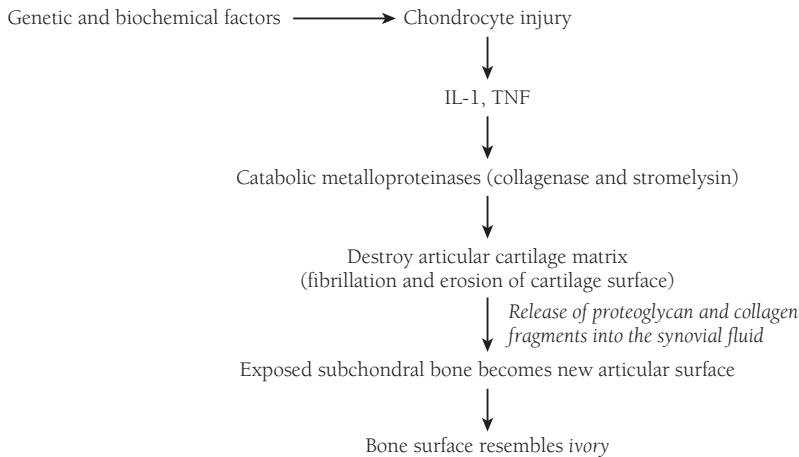 Genetic and biochemical factors Chondrocyte injury
IL-1, TNF
Catabolic metalloproteinases (collagenase and stromelysin)
Destroy articular cartilage matrix
(fibrillation and erosion of cartilage surface)
Release of proteoglycan and collagen
fragments into the synovial fluid
Exposed subchondral bone becomes new articular surface
Bone surface resembles ivory